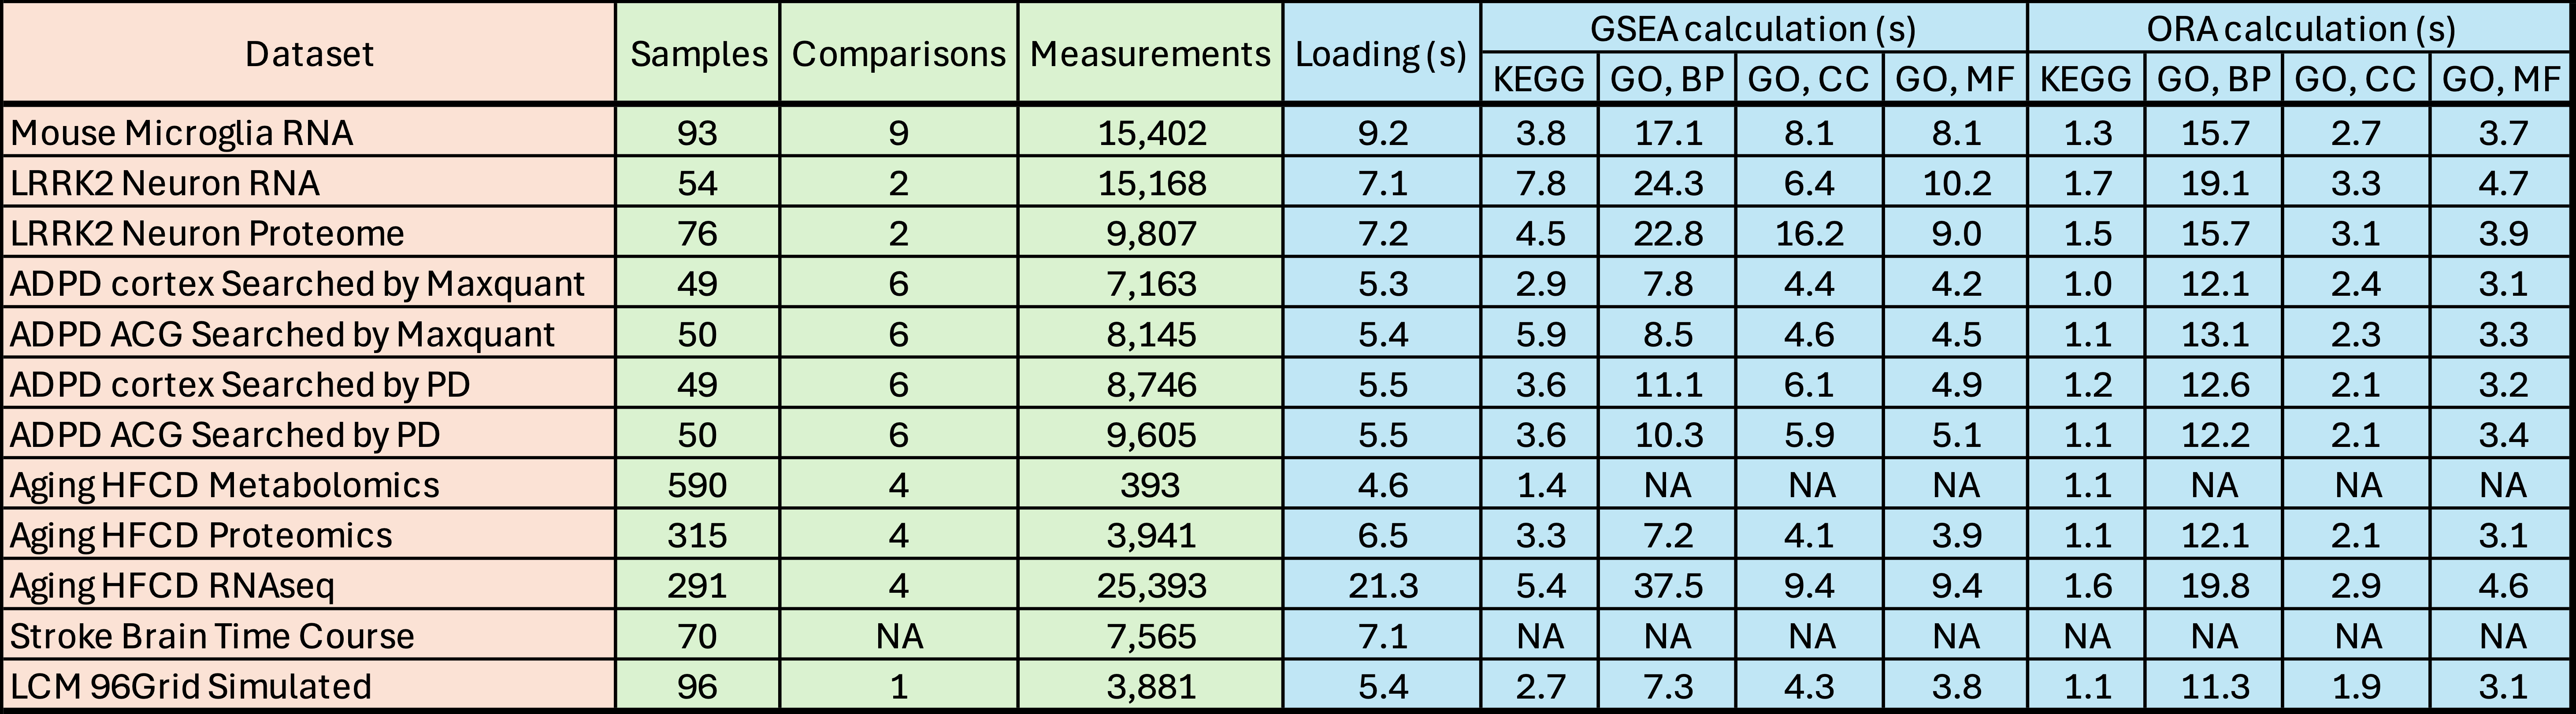 Dataset Samples Comparisons Measurements Loading (s) GSEA calculation (s) ORA calculation (s)
KEGG GO, BP GO, CC GO, MF KEGG GO, BP GO, CC GO, MF
Mouse Microglia RNA 93 9 15,402 9.2 3.8 17.1 8.1 8.1 1.3 15.7 2.7 3.7
LRRK2 Neuron RNA 54 2 15,168 7.1 7.8 24.3 6.4 10.2 1.7 19.1 3.3 4.7
LRRK2 Neuron Proteome 76 2 9,807 7.2 4.5 22.8 16.2 9.0 1.5 15.7 3.1 3.9
ADPD cortex Searched by Maxquant 49 6 7,163 5.3 2.9 7.8 4.4 4.2 1.0 12.1 2.4 3.1
ADPD ACG Searched by Maxquant 50 6 8,145 5.4 5.9 8.5 4.6 4.5 1.1 13.1 2.3 3.3
ADPD cortex Searched by PD 49 6 8,746 5.5 3.6 11.1 6.1 4.9 1.2 12.6 2.1 3.2
ADPD ACG Searched by PD 50 6 9,605 5.5 3.6 10.3 5.9 5.1 1.1 12.2 2.1 3.4
Aging HFCD Metabolomics 590 4 393 4.6 1.4 NA NA NA 1.1 NA NA NA
Aging HFCD Proteomics 315 4 3,941 6.5 3.3 7.2 4.1 3.9 1.1 12.1 2.1 3.1
Aging HFCD RNAseq 291 4 25,393 21.3 5.4 37.5 9.4 9.4 1.6 19.8 2.9 4.6
Stroke Brain Time Course 70 NA 7,565 7.1 NA NA NA NA NA NA NA NA
LCM 96Grid Simulated 96 1 3,881 5.4 2.7 7.3 4.3 3.8 1.1 11.3 1.9 3.1